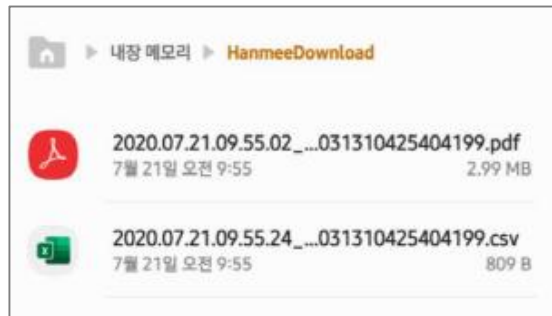 내장 메모리 HanmeeDownload
2020.07.21.09.55.02_...031310425404199.pdf
7월 21일 오전 9:55 2.99 MB
2020.07.21.09.55.24_...031310425404199.csv
7월 21일 오전 9:55 809 B